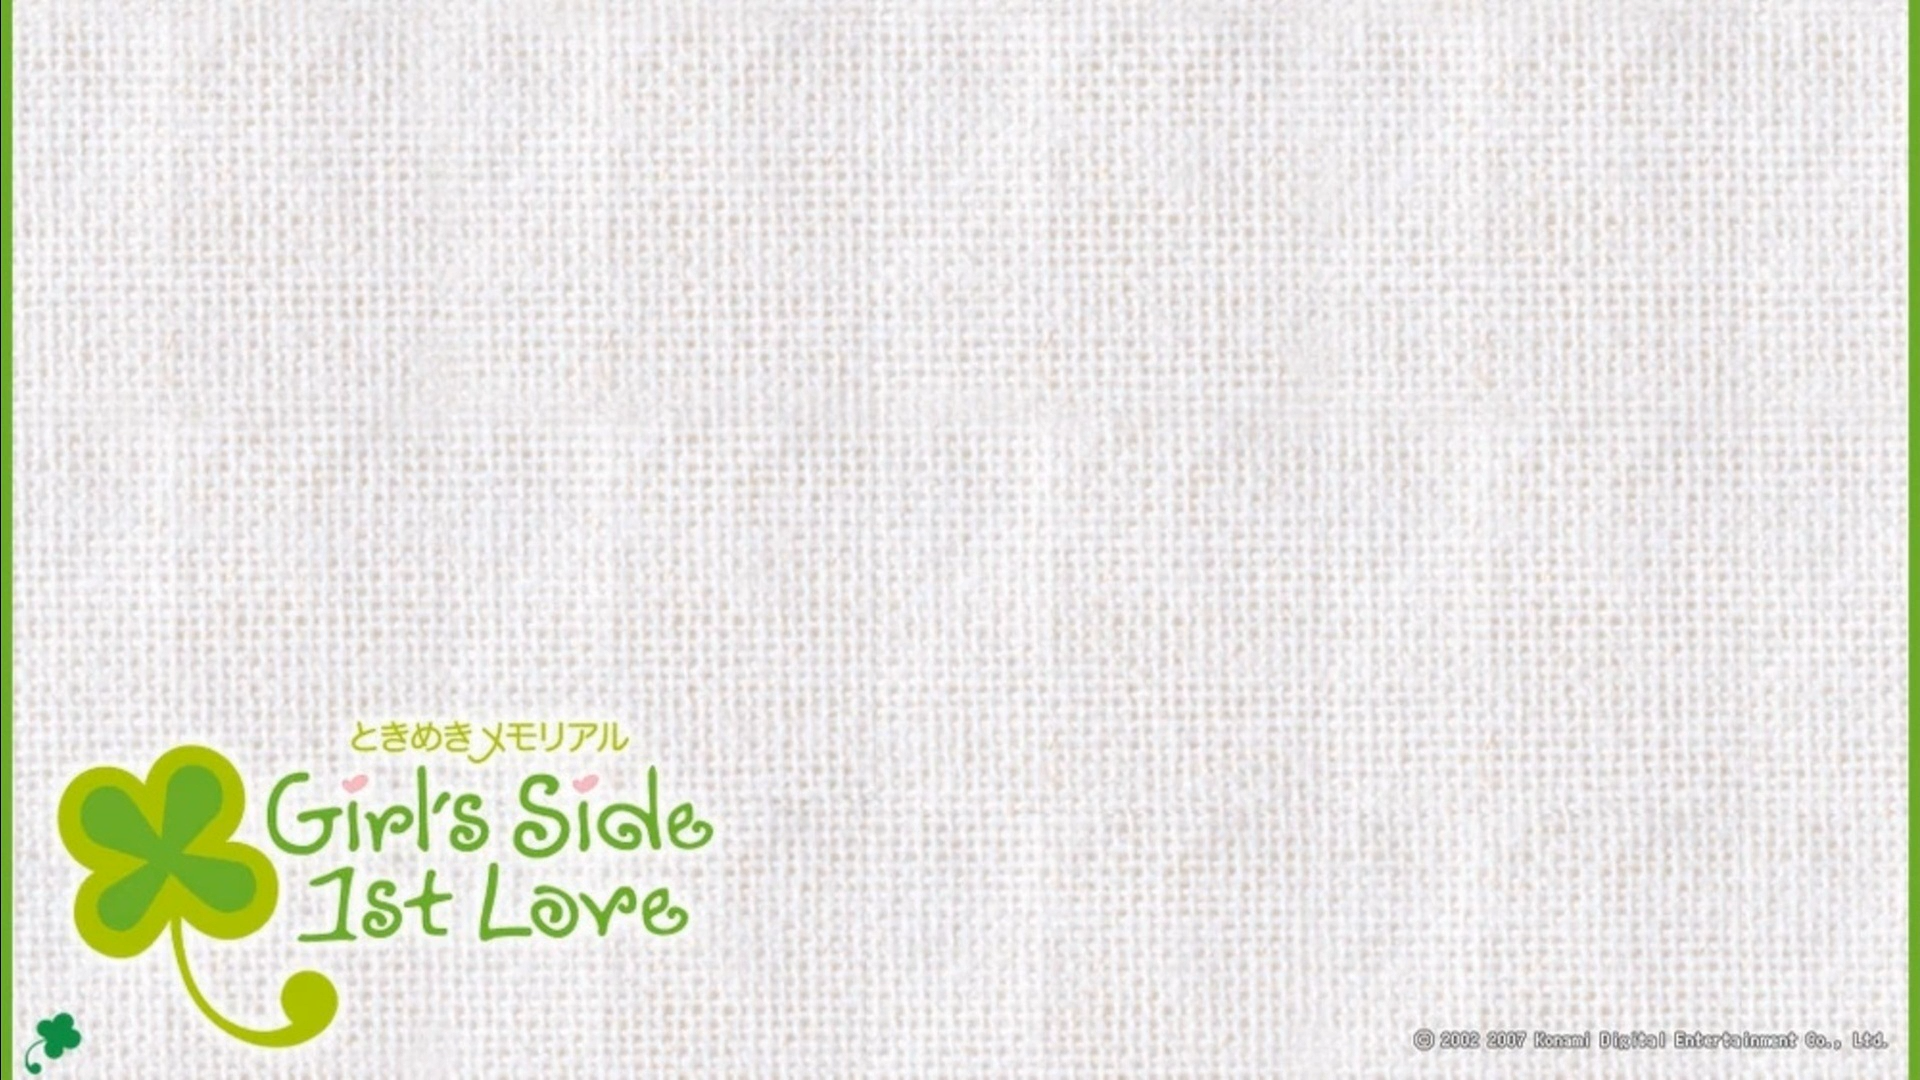 ときめきメモリアル
Girl's Side
1st Love
© 2002 2007 Konami Digital Entertainment Co., Ltd.